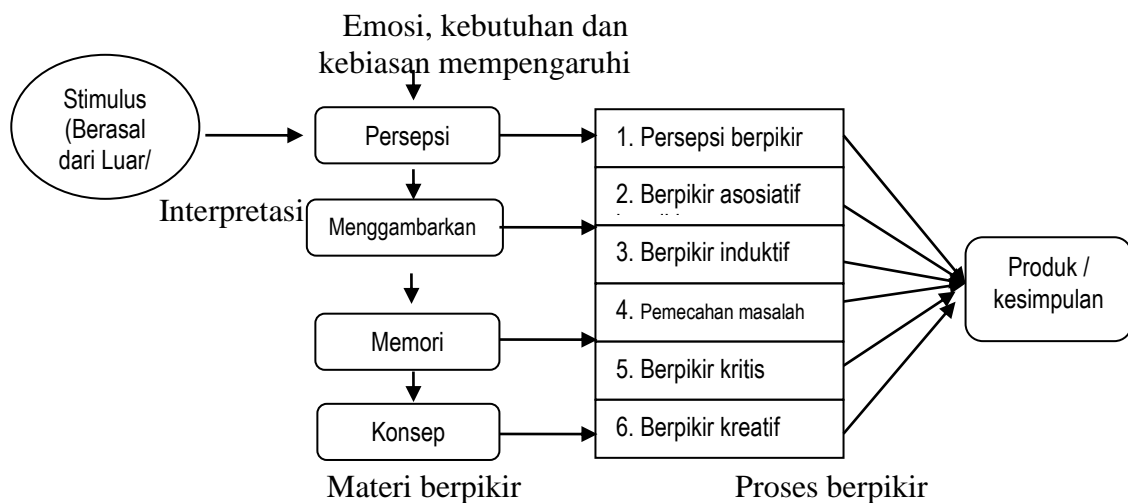 Emosi, kebutuhan dan
kebiasan mempengaruhi
Stimulus
(Berasal
dari Luar/
Persepsi
Interpretasi
Menggambarkan
Memori
Konsep
Materi berpikir
1. Persepsi berpikir
2. Berpikir asosiatif
3. Berpikir induktif
4. Pemecahan masalah
5. Berpikir kritis
6. Berpikir kreatif
Proses berpikir
Produk /
kesimpulan